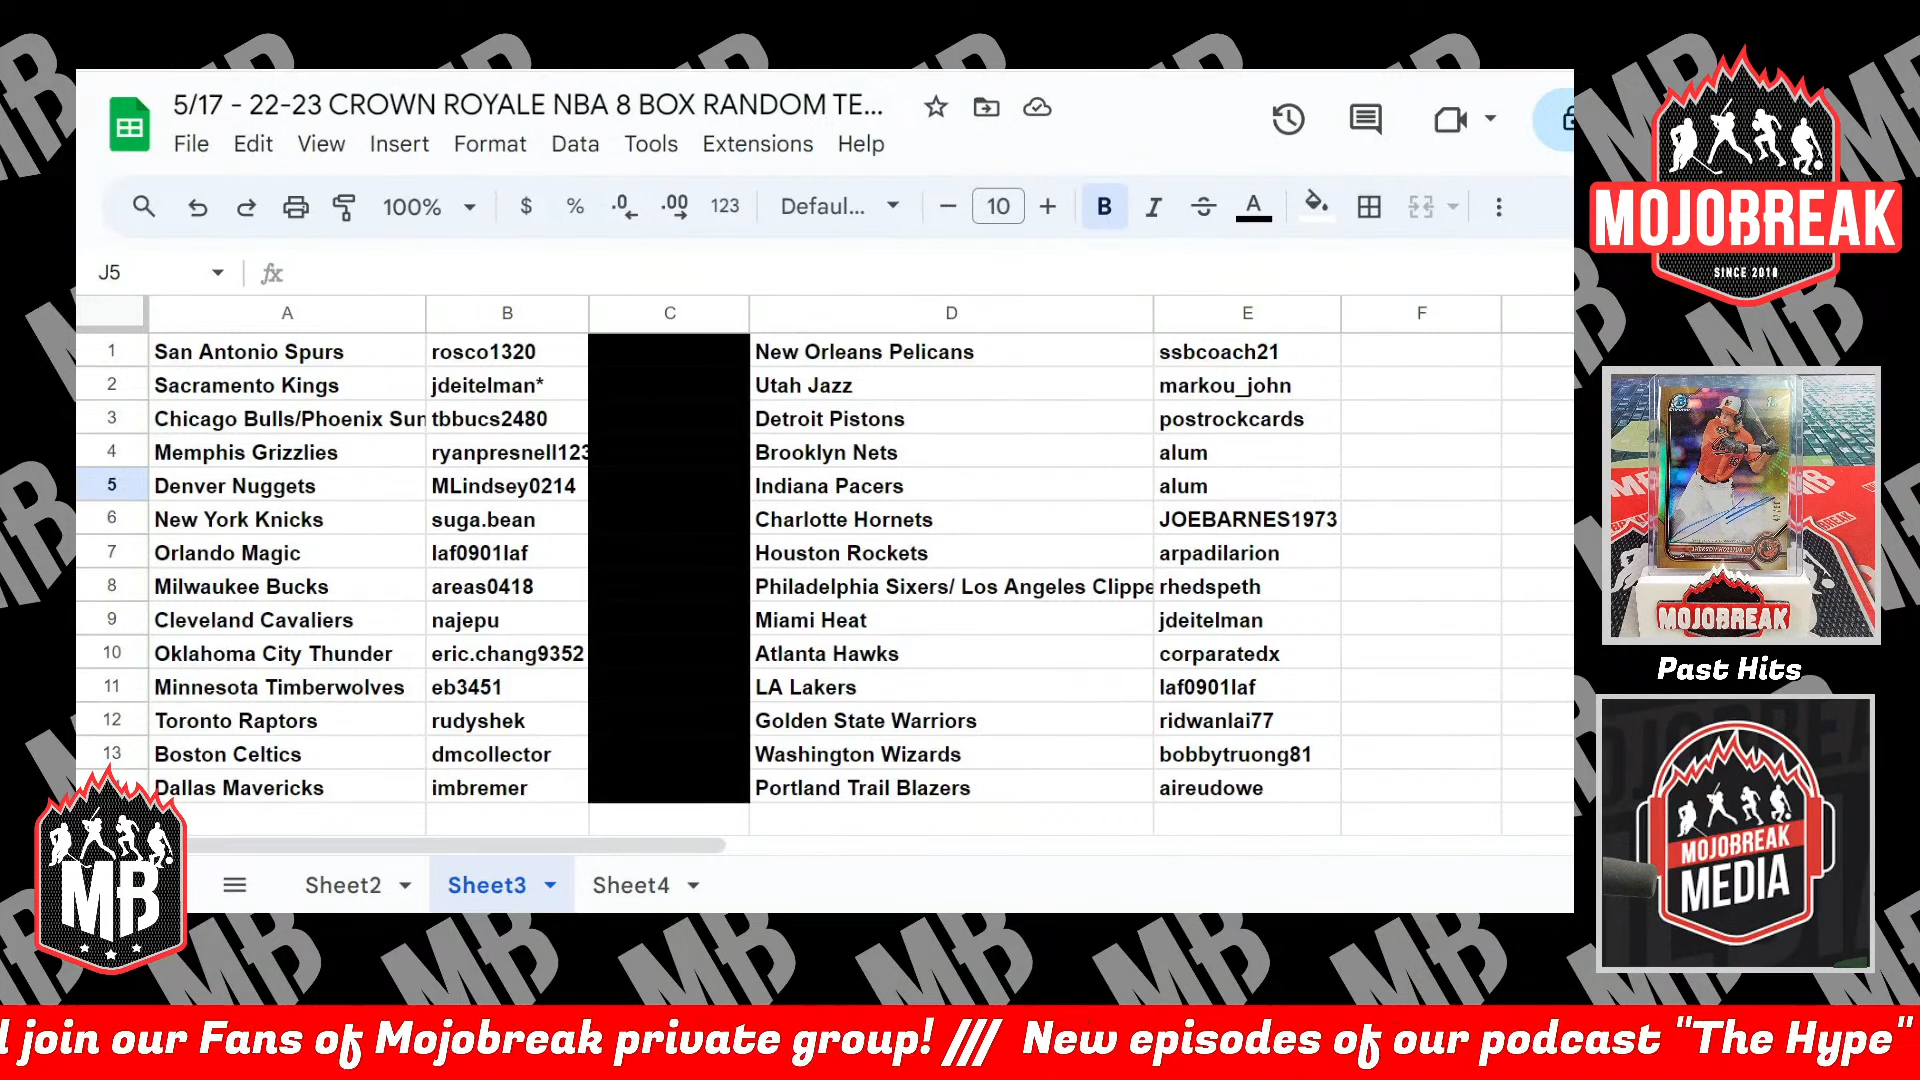 5/17 - 22-23 CROWN ROYALE NBA 8 BOX RANDOM TE...
File Edit View Insert Format Data Tools Extensions Help
100% $ % .0 .00 123 Defaul... − 10 + B I S A
J5 fx
A B C D E F
1 San Antonio Spurs rosco1320 New Orleans Pelicans ssbcoach21
2 Sacramento Kings jdeitelman* Utah Jazz markou_john
3 Chicago Bulls/Phoenix Sun tbbucs2480 Detroit Pistons postrockcards
4 Memphis Grizzlies ryanpresnell123 Brooklyn Nets alum
5 Denver Nuggets MLindsey0214 Indiana Pacers alum
6 New York Knicks suga.bean Charlotte Hornets JOEBARNES1973
7 Orlando Magic laf0901laf Houston Rockets arpadilarion
8 Milwaukee Bucks areas0418 Philadelphia Sixers/ Los Angeles Clippe rhedspeth
9 Cleveland Cavaliers najepu Miami Heat jdeitelman
10 Oklahoma City Thunder eric.chang9352 Atlanta Hawks corparatedx
11 Minnesota Timberwolves eb3451 LA Lakers laf0901laf
12 Toronto Raptors rudyshek Golden State Warriors ridwanlai77
13 Boston Celtics dmcollector Washington Wizards bobbytruong81
Dallas Mavericks imbremer Portland Trail Blazers aireudowe
Sheet2 Sheet3 Sheet4
MOJOBREAK
SINCE 2010
JACKSON HOLLIDAY
MOJOBREAK
Past Hits
MOJOBREAK
MEDIA
MB
join our Fans of Mojobreak private group! /// New episodes of our podcast "The Hype"